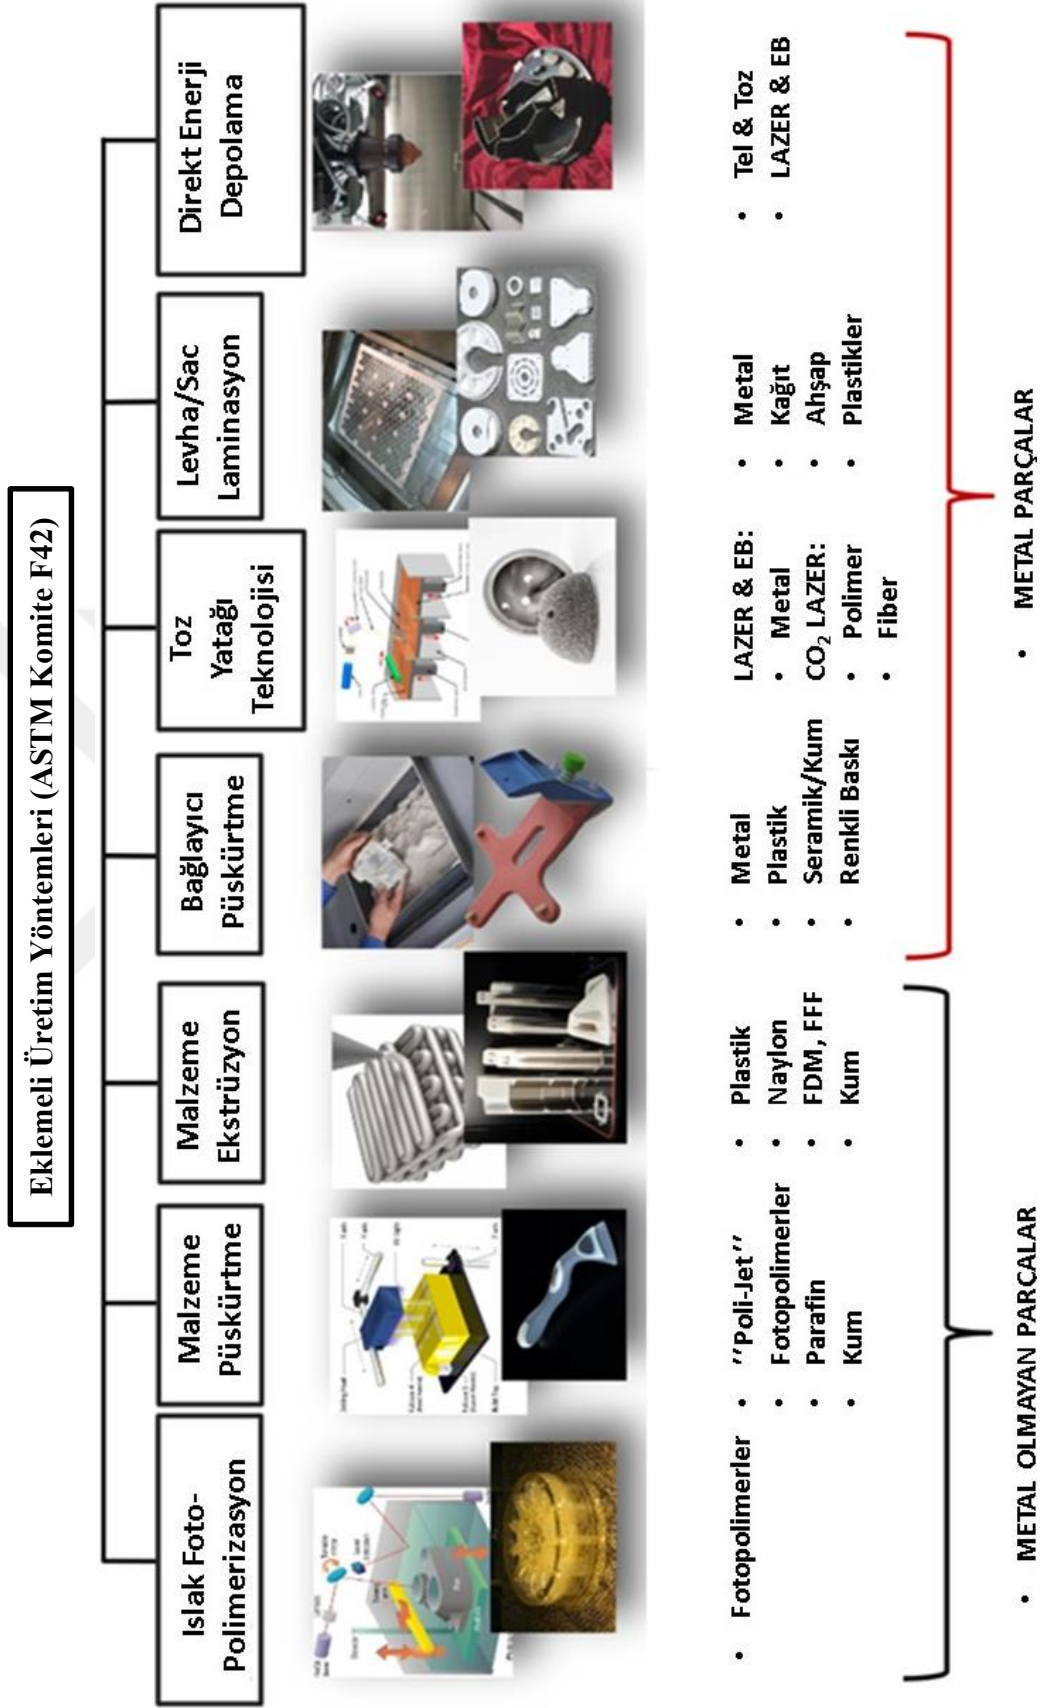 Eklemeli Üretim Yöntemleri (ASTM Komite F42)
Islak Foto-
Polimerizasyon
Malzeme
Püskürtme
Malzeme
Ekstrüzyon
Bağlayıcı
Püskürtme
Toz
Yatağı
Teknolojisi
Levha/Sac
Laminasyon
Direkt Enerji
Depolama
• Fotopolimerler
• ''Poli-Jet''
• Fotopolimerler
• Parafin
• Kum
• Plastik
• Naylon
• FDM, FFF
• Kum
• Metal
• Plastik
• Seramik/Kum
• Renkli Baskı
LAZER & EB:
• Metal
CO₂ LAZER:
• Polimer
• Fiber
• Metal
• Kağıt
• Ahşap
• Plastikler
• Tel & Toz
• LAZER & EB
• METAL OLMAYAN PARÇALAR
• METAL PARÇALAR